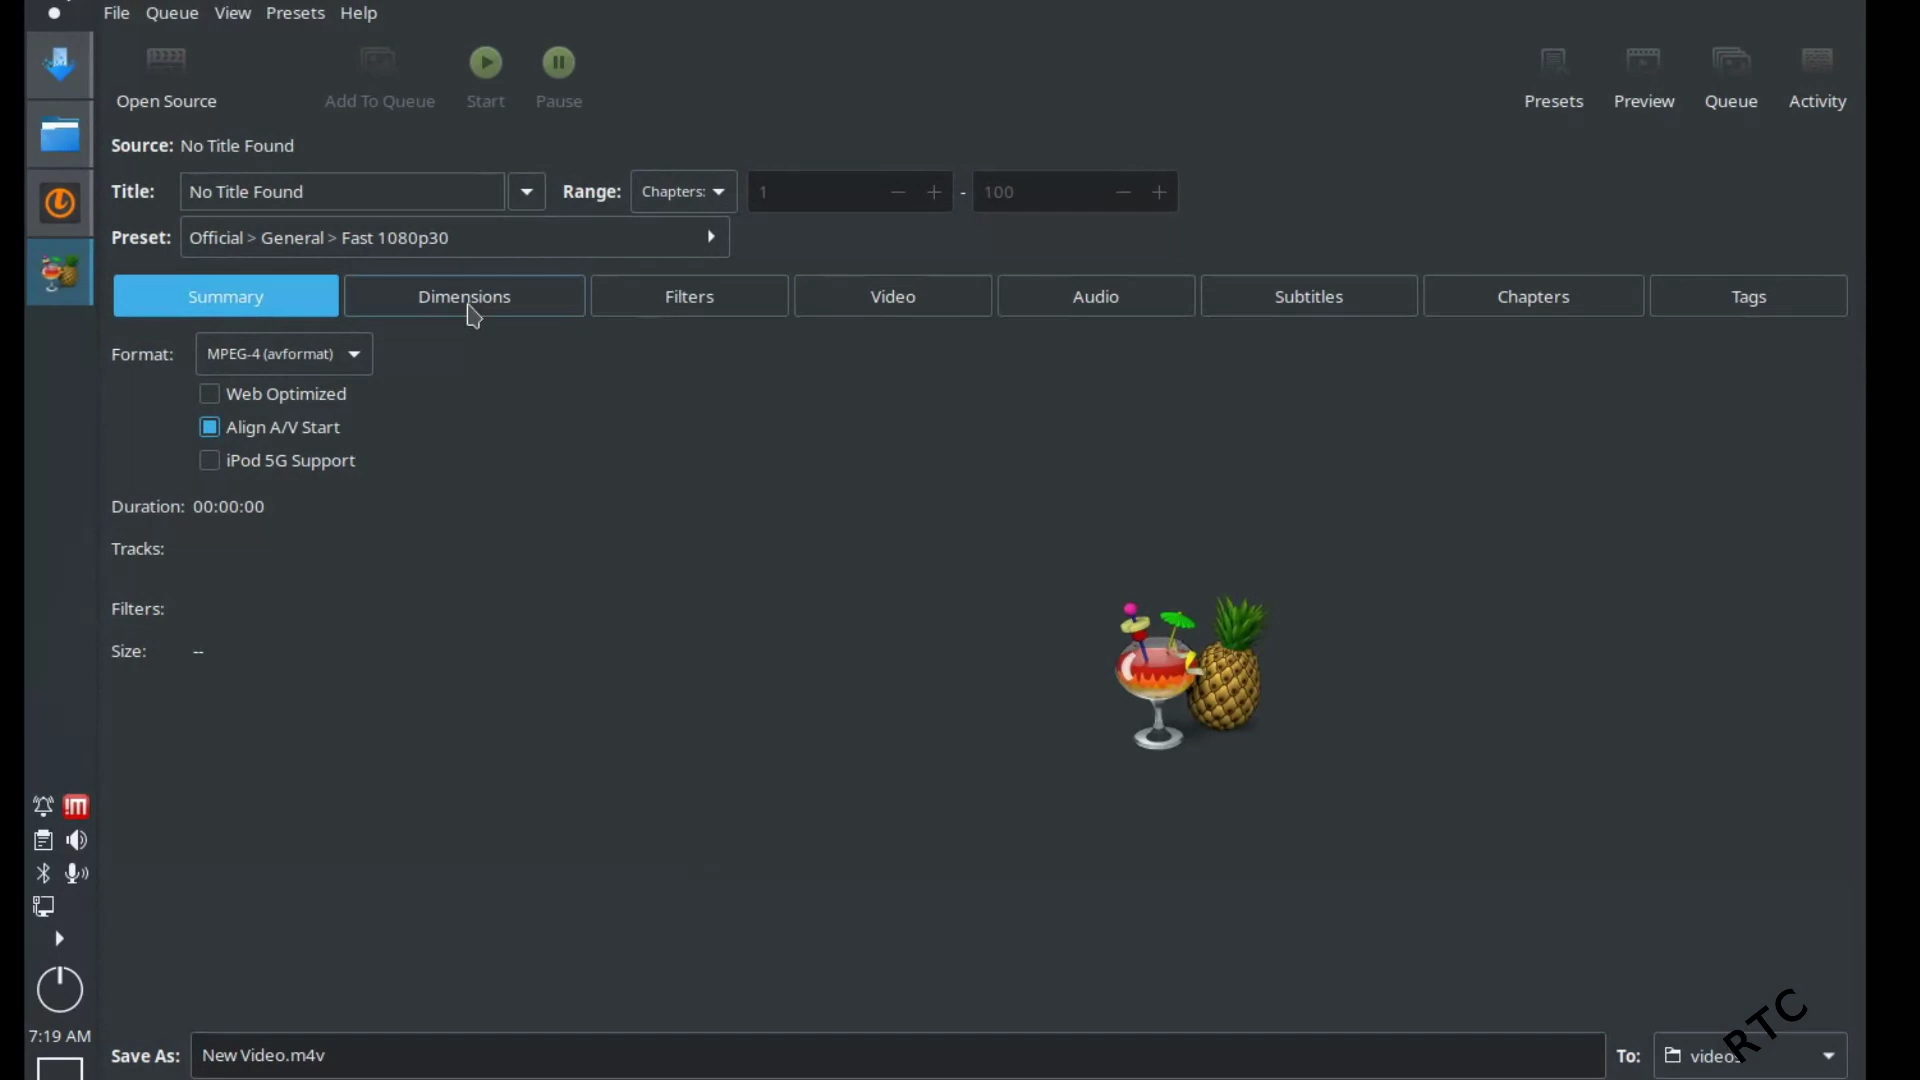 File Queue View Presets Help
Open Source Add To Queue Start Pause Presets Preview Queue Activity
Source: No Title Found
Title: No Title Found Range: Chapters: 1 - 100
Preset: Official > General > Fast 1080p30
Summary Dimensions Filters Video Audio Subtitles Chapters Tags
Format: MPEG-4 (avformat)
Web Optimized
Align A/V Start
iPod 5G Support
Duration: 00:00:00
Tracks:
Filters:
Size: --
7:19 AM
Save As: New Video.m4v To: videos
RTC